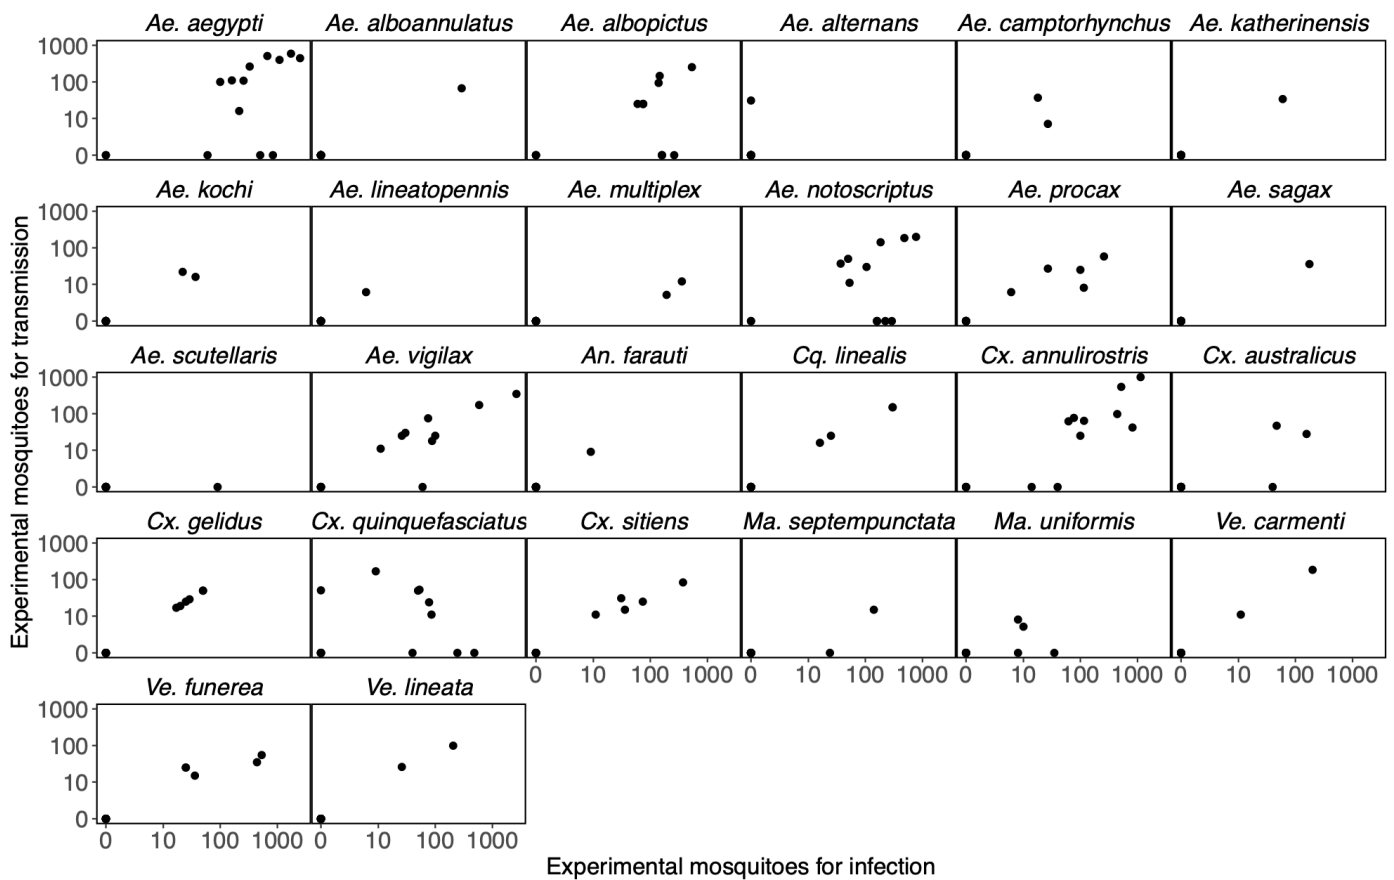 Ae. aegypti Ae. alboannulatus Ae. albopictus Ae. alternans Ae. camptorhynchus Ae. katherinensis
1000
100
10
0
Ae. kochi Ae. lineatopennis Ae. multiplex Ae. notoscriptus Ae. procax Ae. sagax
1000
100
10
0
Ae. scutellaris Ae. vigilax An. farauti Cq. linealis Cx. annulirostris Cx. australicus
1000
100
10
0
Cx. gelidus Cx. quinquefasciatus Cx. sitiens Ma. septempunctata Ma. uniformis Ve. carmenti
1000
100
10
0
0 10 100 1000 0 10 100 1000 0 10 100 1000 0 10 100 1000
Ve. funerea Ve. lineata
1000
100
10
0
0 10 100 1000 0 10 100 1000
Experimental mosquitoes for infection
Experimental mosquitoes for transmission